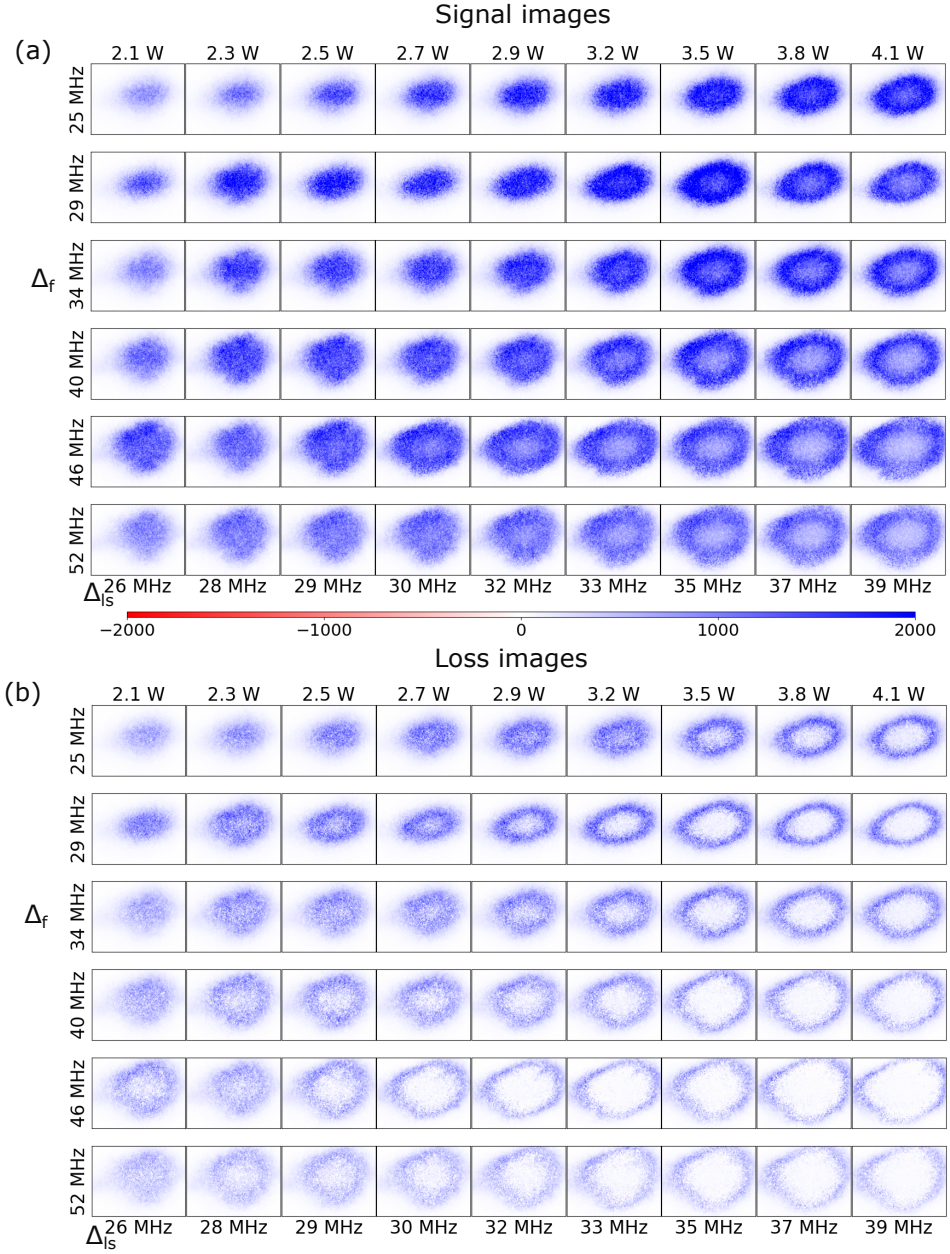 Signal images
(a)
2.1 W 2.3 W 2.5 W 2.7 W 2.9 W 3.2 W 3.5 W 3.8 W 4.1 W
25 MHz
29 MHz
34 MHz
Δf
40 MHz
46 MHz
52 MHz
Δls 26 MHz 28 MHz 29 MHz 30 MHz 32 MHz 33 MHz 35 MHz 37 MHz 39 MHz
−2000 −1000 0 1000 2000
Loss images
(b)
2.1 W 2.3 W 2.5 W 2.7 W 2.9 W 3.2 W 3.5 W 3.8 W 4.1 W
25 MHz
29 MHz
34 MHz
Δf
40 MHz
46 MHz
52 MHz
Δls 26 MHz 28 MHz 29 MHz 30 MHz 32 MHz 33 MHz 35 MHz 37 MHz 39 MHz